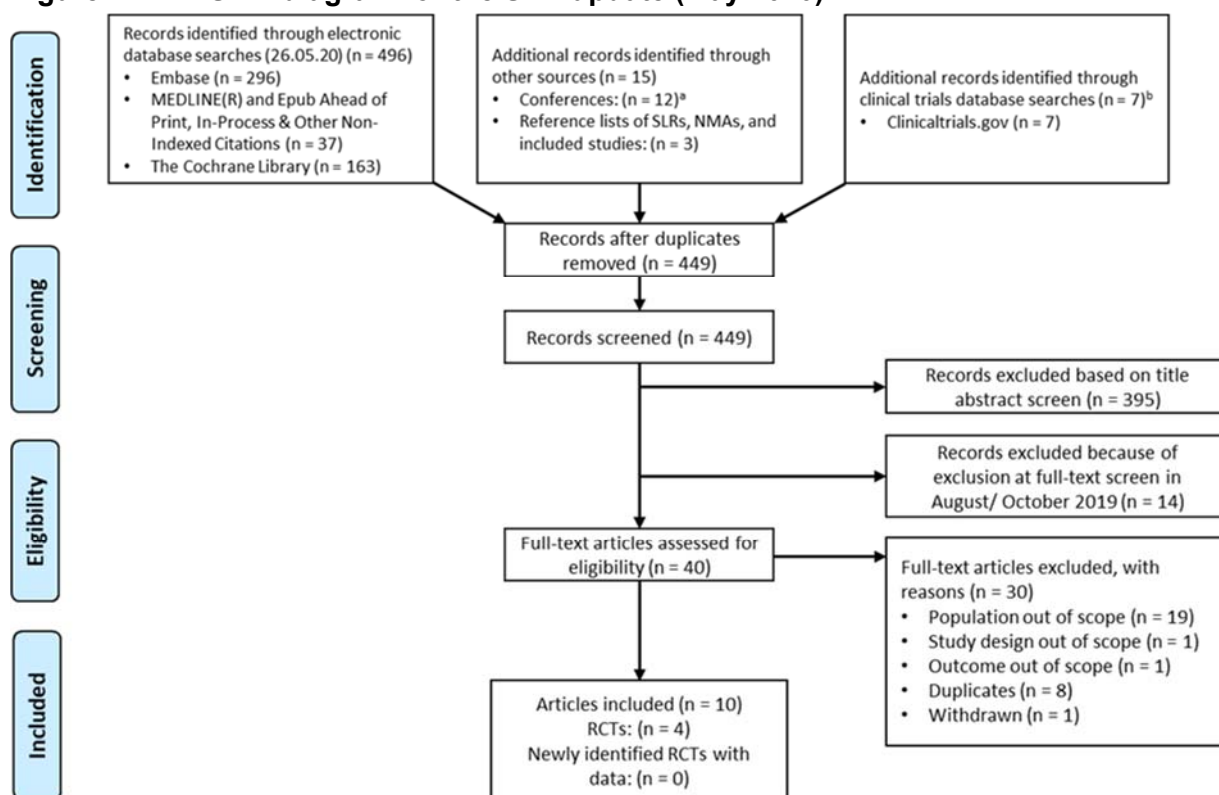 Figure diagram for the SLR update (May
Identification
Records identified through electronic
database searches (26.05.20) (n = 496)
• Embase (n = 296)
• MEDLINE(R) and Epub Ahead of
Print, In-Process & Other Non-
Indexed Citations (n = 37)
• The Cochrane Library (n = 163)
Additional records identified through
other sources (n = 15)
• Conferences: (n = 12)ᵃ
• Reference lists of SLRs, NMAs, and
included studies: (n = 3)
Additional records identified through
clinical trials database searches (n = 7)ᵇ
• Clinicaltrials.gov (n = 7)
Records after duplicates
removed (n = 449)
Screening
Records screened (n = 449)
Records excluded based on title
abstract screen (n = 395)
Records excluded because of
exclusion at full-text screen in
August/ October 2019 (n = 14)
Eligibility
Full-text articles assessed for
eligibility (n = 40)
Full-text articles excluded, with
reasons (n = 30)
• Population out of scope (n = 19)
• Study design out of scope (n = 1)
• Outcome out of scope (n = 1)
• Duplicates (n = 8)
• Withdrawn (n = 1)
Included
Articles included (n = 10)
RCTs: (n = 4)
Newly identified RCTs with
data: (n = 0)